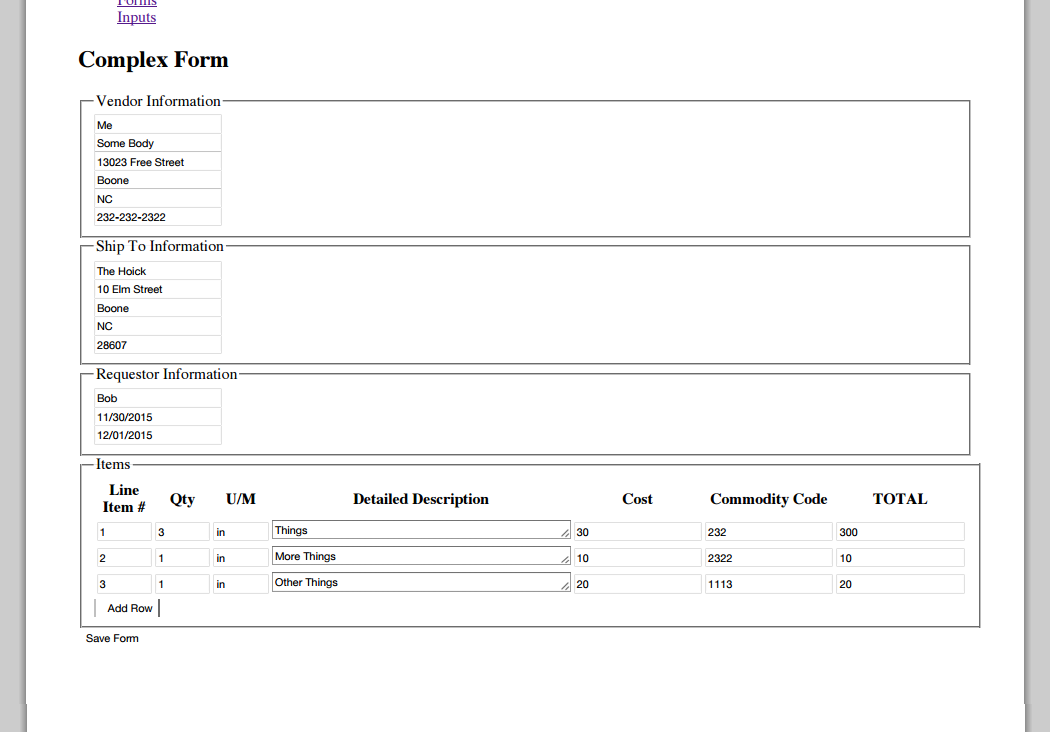 Forms
Inputs
Complex Form
Vendor Information
Me
Some Body
13023 Free Street
Boone
NC
232-232-2322
Ship To Information
The Hoick
10 Elm Street
Boone
NC
28607
Requestor Information
Bob
11/30/2015
12/01/2015
Items
Line Item # Qty U/M Detailed Description Cost Commodity Code TOTAL
1 3 in Things 30 232 300
2 1 in More Things 10 2322 10
3 1 in Other Things 20 1113 20
Add Row
Save Form